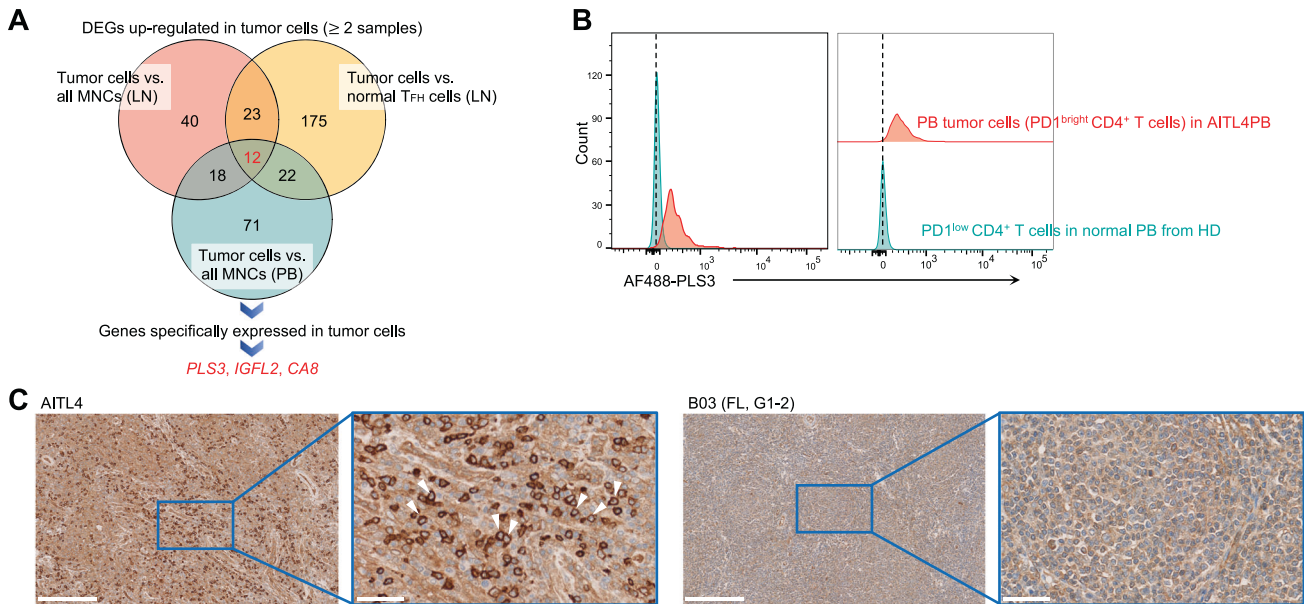 A
DEGs up-regulated in tumor cells (≥ 2 samples)
Tumor cells vs.
all MNCs (LN)
Tumor cells vs.
normal TFH cells (LN)
40
23
175
12
18
22
71
Tumor cells vs.
all MNCs (PB)
Genes specifically expressed in tumor cells
PLS3, IGFL2, CA8
B
Count
120
90
60
30
0
0 10³ 10⁴ 10⁵
AF488-PLS3
PB tumor cells (PD1bright CD4⁺ T cells) in AITL4PB
PD1low CD4⁺ T cells in normal PB from HD
0 10³ 10⁴ 10⁵
C
AITL4
B03 (FL, G1-2)